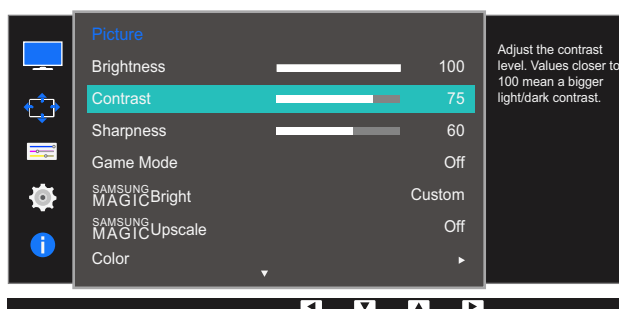 Picture
Brightness 100
Contrast 75
Sharpness 60
Game Mode Off
SAMSUNG
MAGICBright Custom
SAMSUNG
MAGICUpscale Off
Color
Adjust the contrast
level. Values closer to
100 mean a bigger
light/dark contrast.